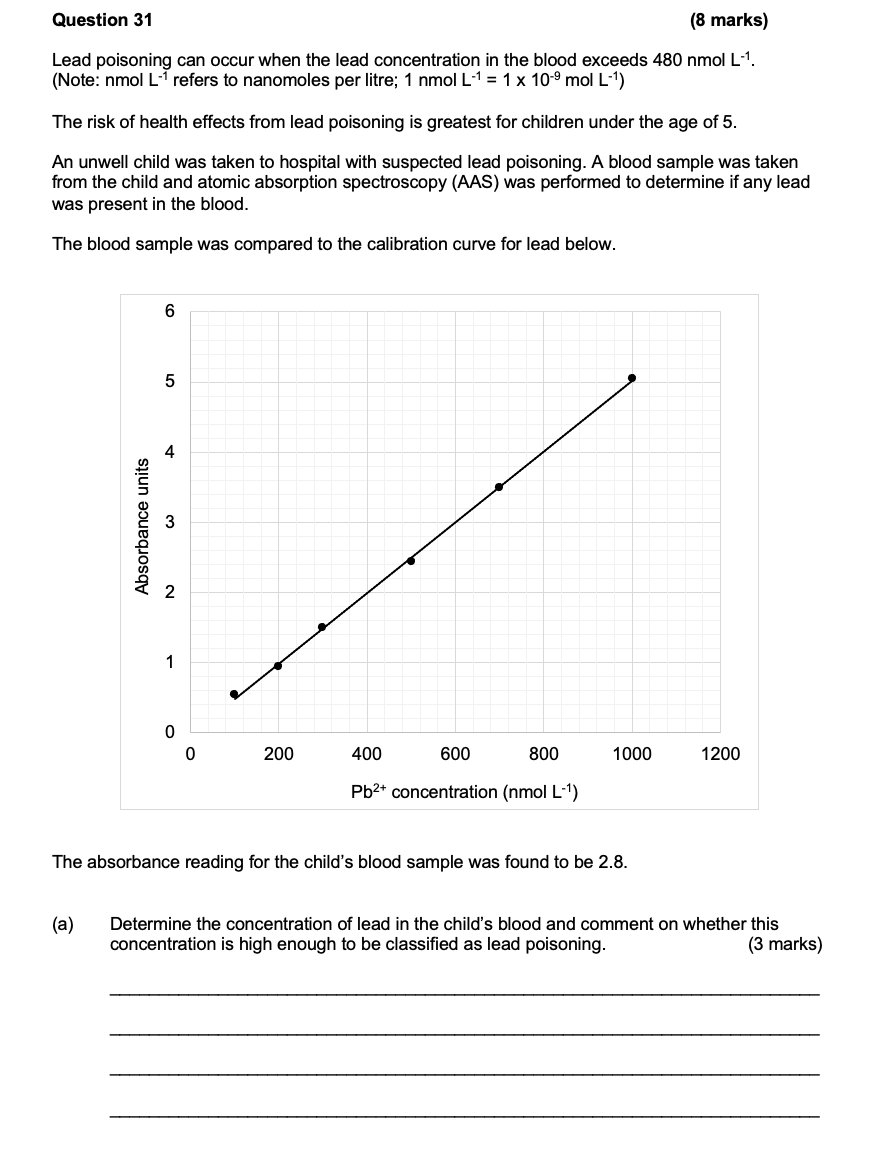 Question 31 (8 marks)
Lead poisoning can occur when the lead concentration in the blood exceeds 480 nmol L⁻¹.
(Note: nmol L⁻¹ refers to nanomoles per litre; 1 nmol L⁻¹ = 1 x 10⁻⁹ mol L⁻¹)
The risk of health effects from lead poisoning is greatest for children under the age of 5.
An unwell child was taken to hospital with suspected lead poisoning. A blood sample was taken
from the child and atomic absorption spectroscopy (AAS) was performed to determine if any lead
was present in the blood.
The blood sample was compared to the calibration curve for lead below.
6
5
4
3
2
1
0
Absorbance units
0 200 400 600 800 1000 1200
Pb²⁺ concentration (nmol L⁻¹)
The absorbance reading for the child's blood sample was found to be 2.8.
(a) Determine the concentration of lead in the child's blood and comment on whether this
concentration is high enough to be classified as lead poisoning. (3 marks)